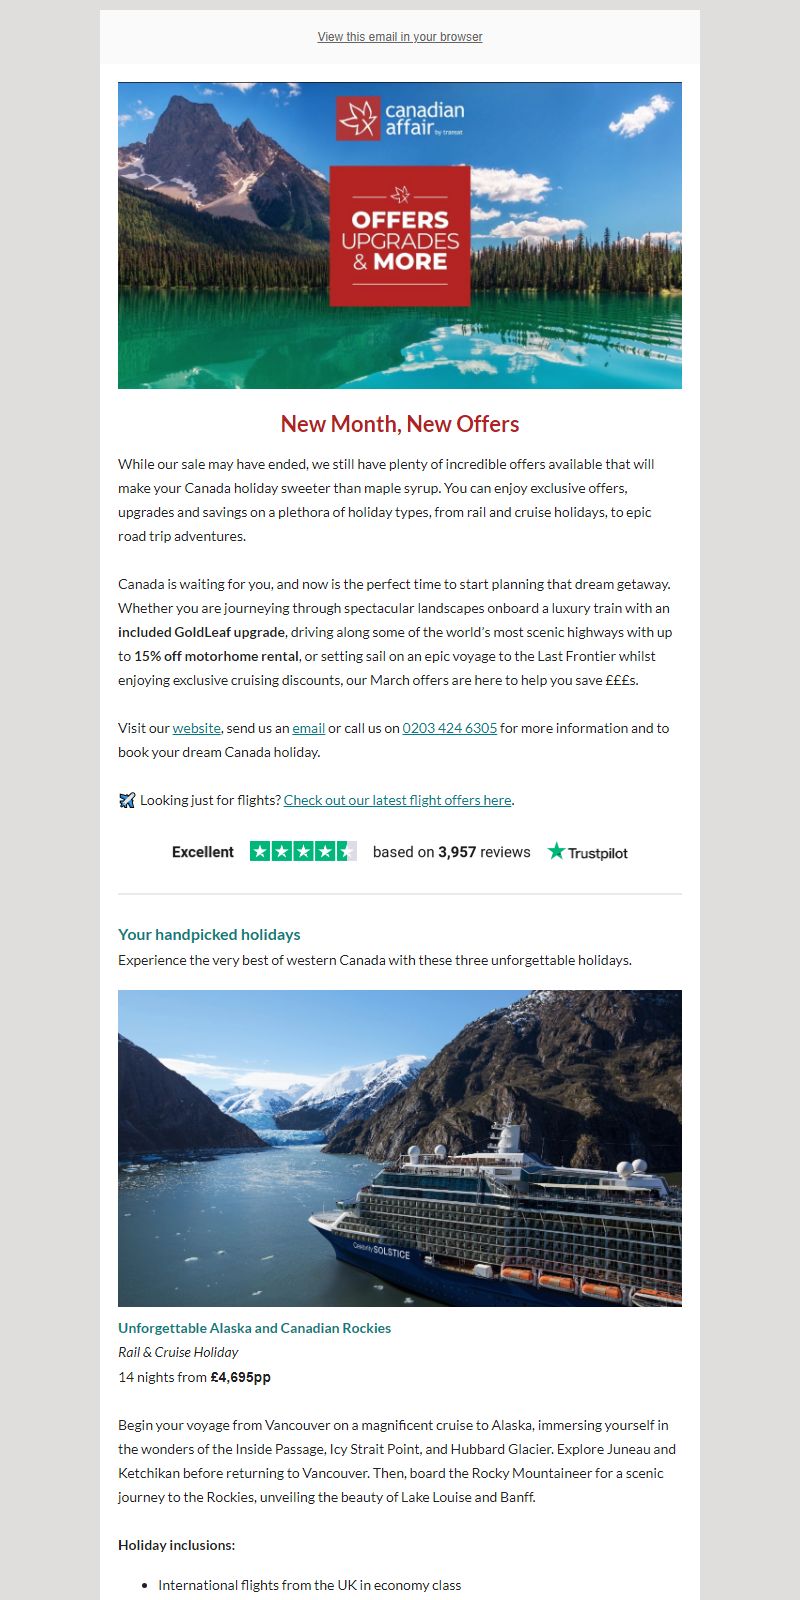 View this email in your browser
canadian
affair by transat
OFFERS
UPGRADES
& MORE
New Month, New Offers
While our sale may have ended, we still have plenty of incredible offers available that will
make your Canada holiday sweeter than maple syrup. You can enjoy exclusive offers,
upgrades and savings on a plethora of holiday types, from rail and cruise holidays, to epic
road trip adventures.
Canada is waiting for you, and now is the perfect time to start planning that dream getaway.
Whether you are journeying through spectacular landscapes onboard a luxury train with an
included GoldLeaf upgrade, driving along some of the world's most scenic highways with up
to 15% off motorhome rental, or setting sail on an epic voyage to the Last Frontier whilst
enjoying exclusive cruising discounts, our March offers are here to help you save £££s.
Visit our website, send us an email or call us on 0203 424 6305 for more information and to
book your dream Canada holiday.
Looking just for flights? Check out our latest flight offers here.
Excellent based on 3,957 reviews Trustpilot
Your handpicked holidays
Experience the very best of western Canada with these three unforgettable holidays.
Celebrity SOLSTICE
Unforgettable Alaska and Canadian Rockies
Rail & Cruise Holiday
14 nights from £4,695pp
Begin your voyage from Vancouver on a magnificent cruise to Alaska, immersing yourself in
the wonders of the Inside Passage, Icy Strait Point, and Hubbard Glacier. Explore Juneau and
Ketchikan before returning to Vancouver. Then, board the Rocky Mountaineer for a scenic
journey to the Rockies, unveiling the beauty of Lake Louise and Banff.
Holiday inclusions:
• International flights from the UK in economy class